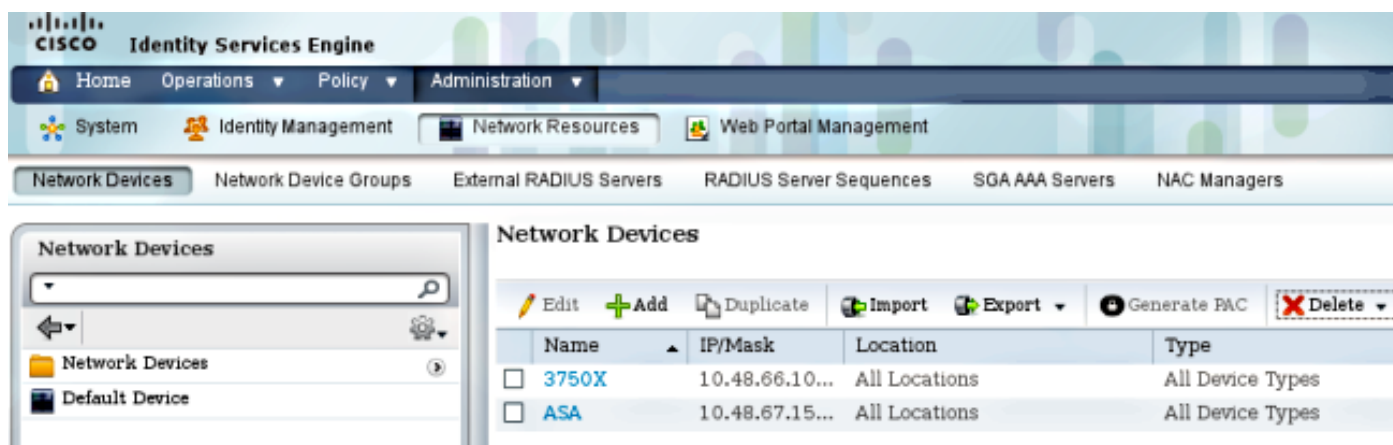 CISCO Identity Services Engine
Home Operations Policy Administration
System Identity Management Network Resources Web Portal Management
Network Devices Network Device Groups External RADIUS Servers RADIUS Server Sequences SGA AAA Servers NAC Managers
Network Devices
Network Devices
Default Device
Network Devices
Edit Add Duplicate Import Export Generate PAC Delete
Name IP/Mask Location Type
3750X 10.48.66.10... All Locations All Device Types
ASA 10.48.67.15... All Locations All Device Types